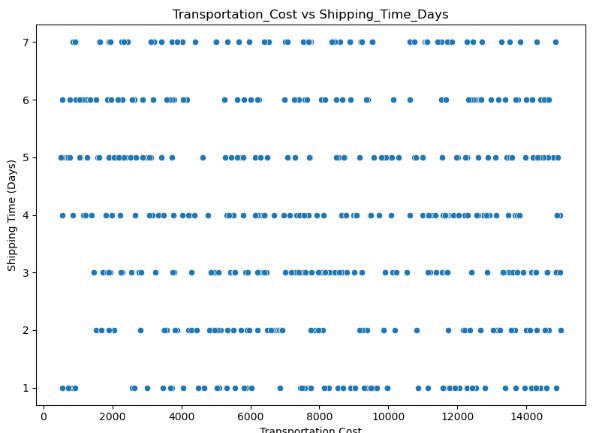 Transportation_Cost vs Shipping_Time_Days
7
6
5
4
3
2
1
Shipping Time (Days)
0 2000 4000 6000 8000 10000 12000 14000
Transportation Cost